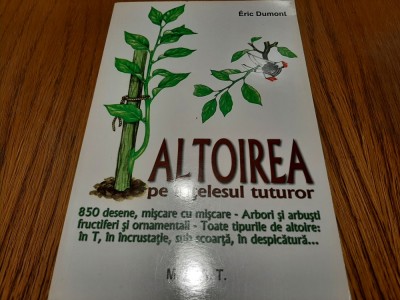 Éric Dumont
ALTOIREA
pe înțelesul tuturor
850 desene, mișcare cu mișcare - Arbori și arbuști
fructiferi și ornamentali - Toate tipurile de altoire:
în T, în încrustație, sub scoarță, în despicătură...
M.A.S.T.